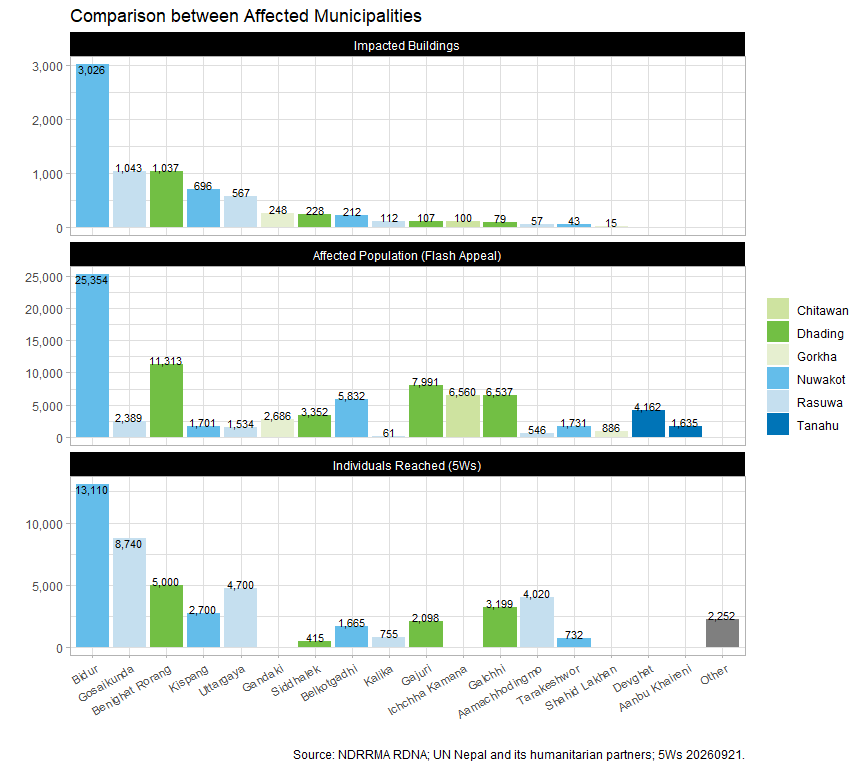 Comparison between Affected Municipalities
Impacted Buildings
3,000
2,000
1,000
0
3,026
1,043
1,037
696
567
248
228
212
112
107
100
79
57
43
15
Affected Population (Flash Appeal)
25,000
20,000
15,000
10,000
5,000
0
25,354
2,389
11,313
1,701
1,534
2,686
3,352
5,832
61
7,991
6,560
6,537
546
1,731
886
4,162
1,635
Individuals Reached (5Ws)
10,000
5,000
0
13,110
8,740
5,000
2,700
4,700
415
1,665
755
2,098
3,199
4,020
732
2,252
Bidur
Gosaikunda
Benighat Rorang
Kispang
Uttargaya
Gandaki
Siddhalek
Belkotgadhi
Kalika
Gajuri
Ichchha Kamana
Galchhi
Aamachhodingmo
Tarakeshwor
Shahid Lakhan
Devghat
Aanbu Khaireni
Other
Chitawan
Dhading
Gorkha
Nuwakot
Rasuwa
Tanahu
Source: NDRRMA RDNA; UN Nepal and its humanitarian partners; 5Ws 20260921.